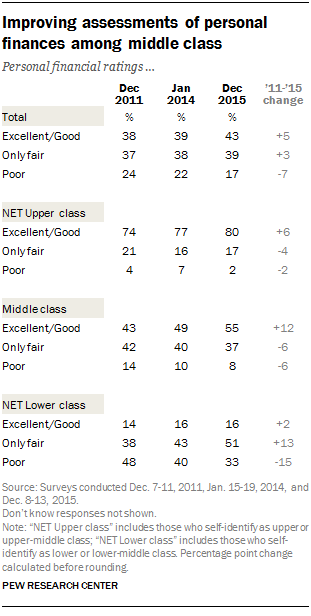 Improving assessments of personal
finances among middle class
Personal financial ratings ...
Dec 2011 Jan 2014 Dec 2015 '11-'15 change
Total % % %
Excellent/Good 38 39 43 +5
Only fair 37 38 39 +3
Poor 24 22 17 -7
NET Upper class
Excellent/Good 74 77 80 +6
Only fair 21 16 17 -4
Poor 4 7 2 -2
Middle class
Excellent/Good 43 49 55 +12
Only fair 42 40 37 -6
Poor 14 10 8 -6
NET Lower class
Excellent/Good 14 16 16 +2
Only fair 38 43 51 +13
Poor 48 40 33 -15
Source: Surveys conducted Dec. 7-11, 2011, Jan. 15-19, 2014, and
Dec. 8-13, 2015.
Don't know responses not shown.
Note: “NET Upper class” includes those who self-identify as upper or
upper-middle class; “NET Lower class” includes those who self-
identify as lower or lower-middle class. Percentage point change
calculated before rounding.
PEW RESEARCH CENTER